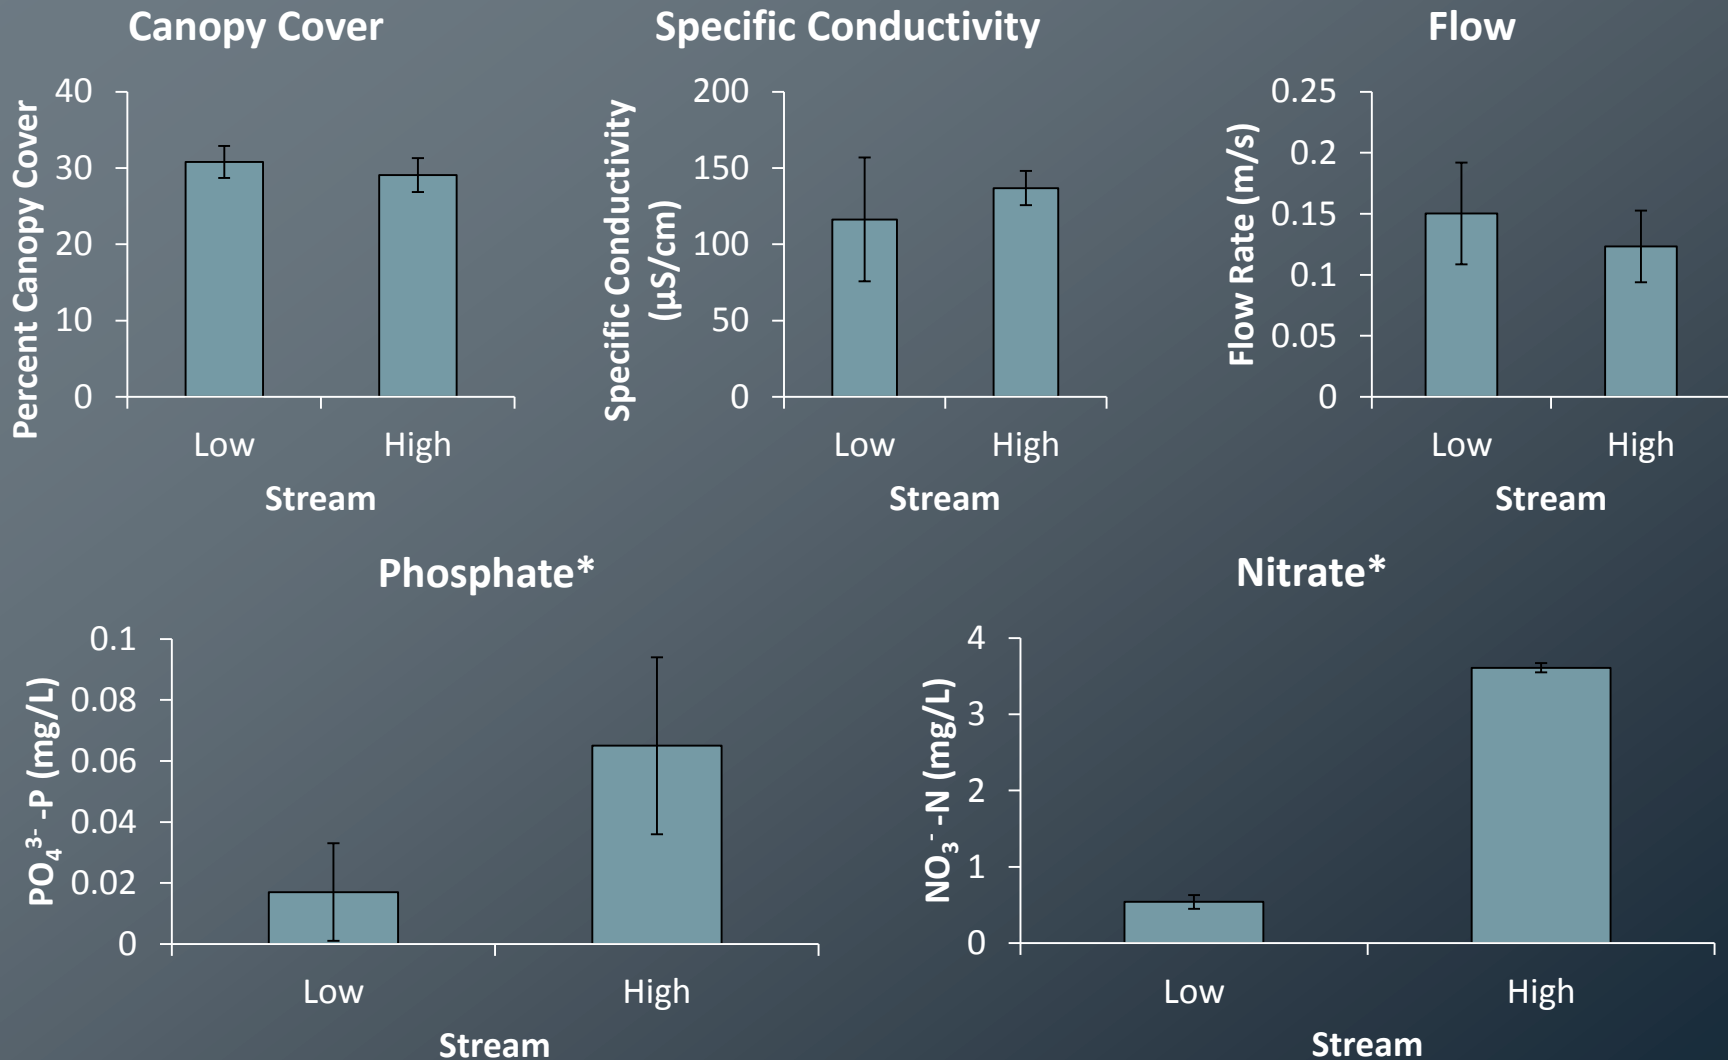 Canopy Cover
Percent Canopy Cover
40
30
20
10
0
Low High
Stream
Specific Conductivity
Specific Conductivity
(µS/cm)
200
150
100
50
0
Low High
Stream
Flow
Flow Rate (m/s)
0.25
0.2
0.15
0.1
0.05
0
Low High
Stream
Phosphate*
PO₄³⁻ -P (mg/L)
0.1
0.08
0.06
0.04
0.02
0
Low High
Stream
Nitrate*
NO₃⁻ -N (mg/L)
4
3
2
1
0
Low High
Stream